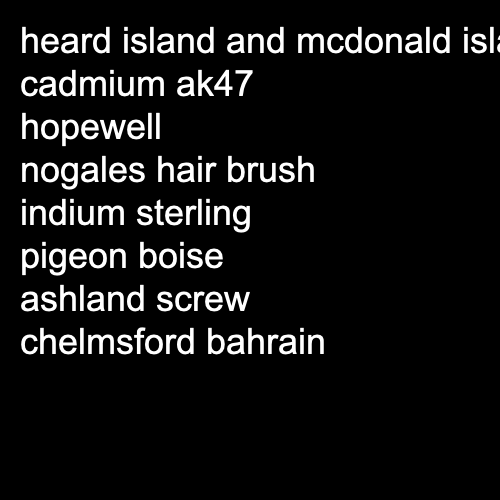 heard island and mcdonald isla
cadmium ak47
hopewell
nogales hair brush
indium sterling
pigeon boise
ashland screw
chelmsford bahrain